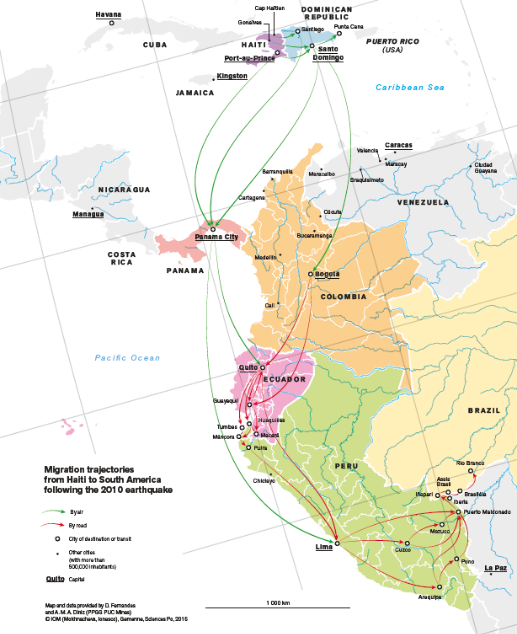 Havana
Cap Haïtien
Gonaïves
DOMINICAN
REPUBLIC
Santiago
Punta Cana
CUBA
HAITI
PUERTO RICO
(USA)
Port-au-Prince
Santo
Domingo
Kingston
JAMAICA
Caribbean Sea
Caracas
Valencia
Maracay
Barranquilla
Maracaibo
Barquisimeto
Ciudad
Guayana
NICARAGUA
Cartagena
VENEZUELA
Managua
Cúcuta
Panama City
Bucaramanga
COSTA
RICA
PANAMA
Medellín
Bogotá
COLOMBIA
Cali
Pacific Ocean
Quito
ECUADOR
Guayaquil
BRAZIL
Huaquillas
Tumbes
Máncora
Macará
Piura
PERU
Rio Branco
Chiclayo
Assis
Brasil
Iñapari
Brasiléia
Iberia
Puerto Maldonado
Mazuco
Lima
Cuzco
Puno
La Paz
Arequipa
Migration trajectories
from Haiti to South America
following the 2010 earthquake
By air
By road
City of destination or transit
Other cities
(with more than
500,000 inhabitants)
Quito Capital
1 000 km
Map and data provided by D. Fernandes
and A. M. A. Diniz (PPGG PUC Minas)
© IOM (Mokhnacheva, Ionesco), Gemenne, Sciences Po, 2015